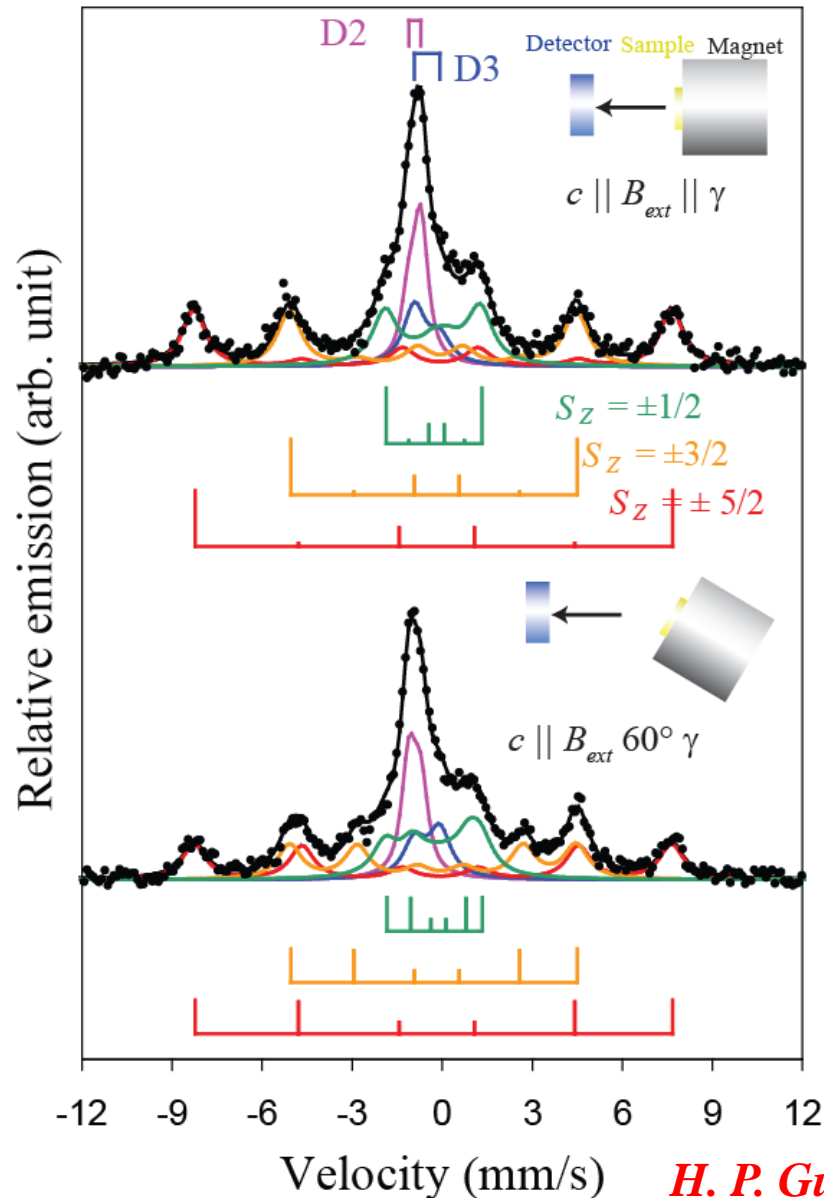 D2
D3
Detector Sample Magnet
c || B_ext || γ
S_Z = ±1/2
S_Z = ±3/2
S_Z = ± 5/2
c || B_ext 60° γ
Relative emission (arb. unit)
-12 -9 -6 -3 0 3 6 9 12
Velocity (mm/s)
H. P. Gu